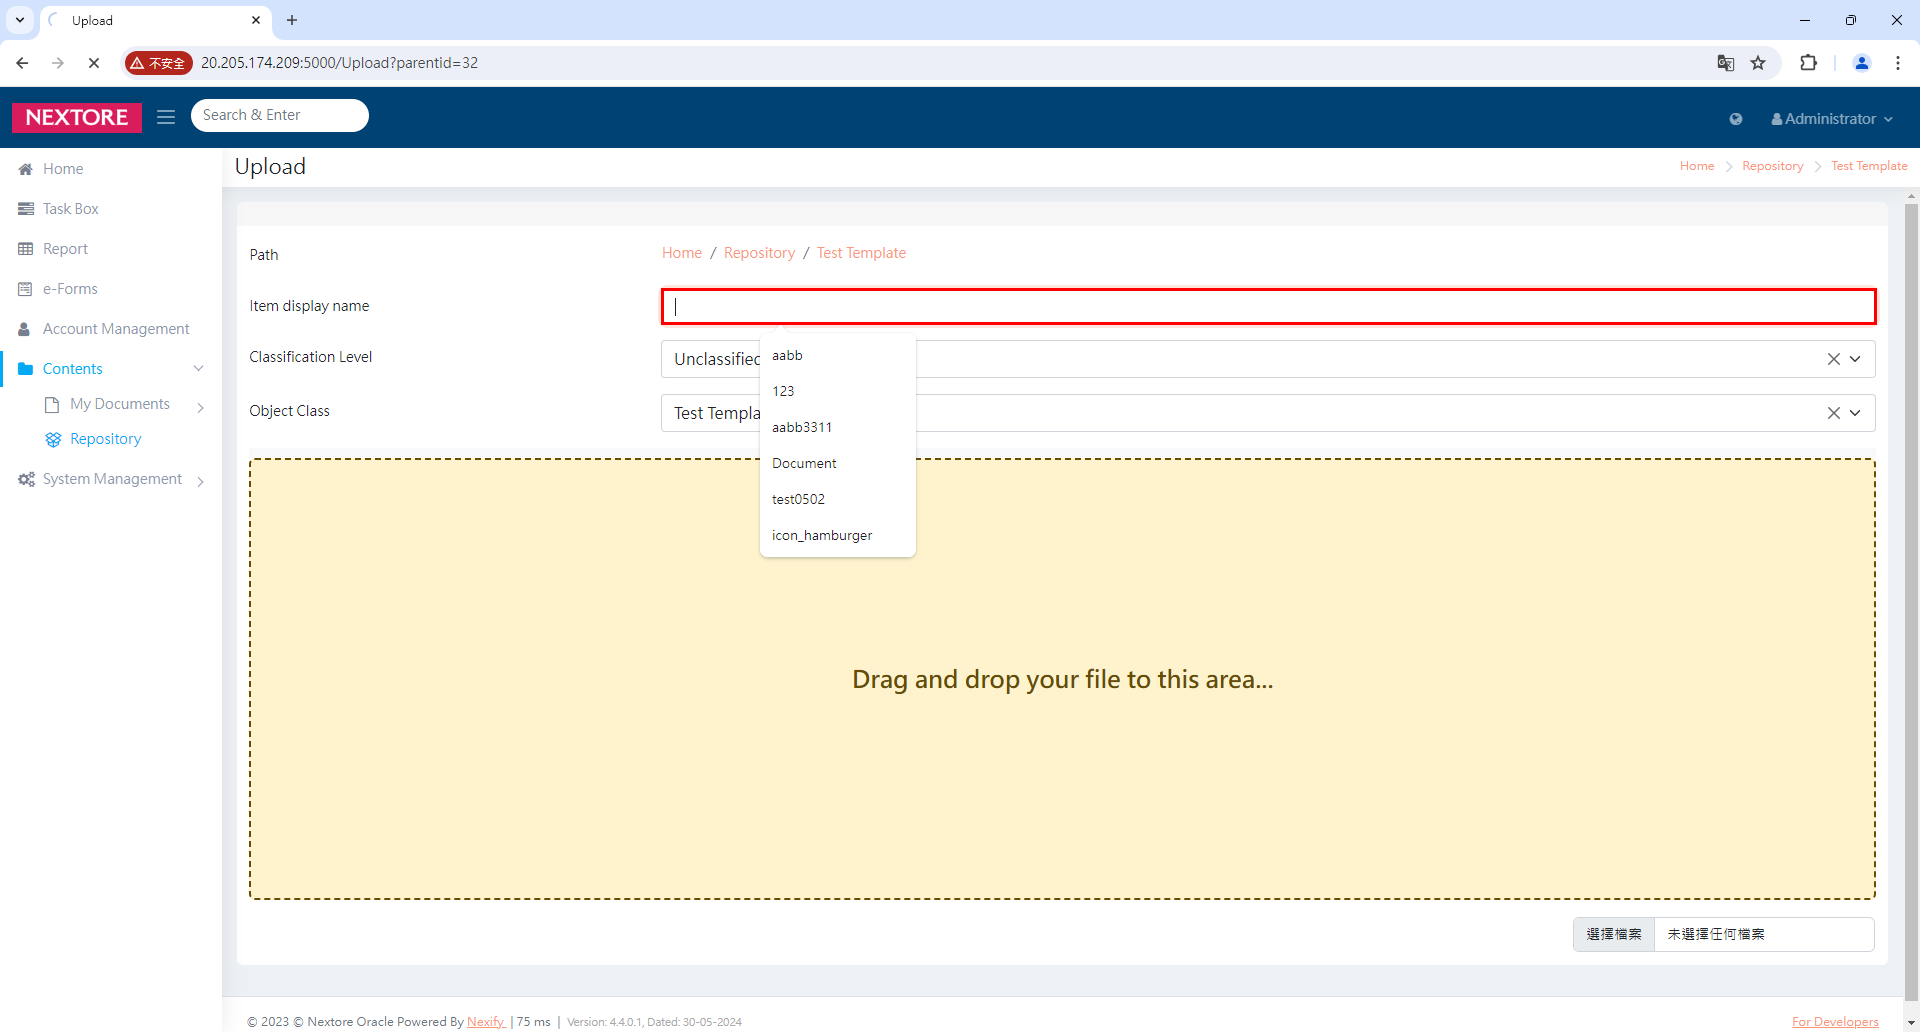 Upload
不安全
20.205.174.209:5000/Upload?parentid=32
NEXTORE
Search & Enter
Administrator
Home
Task Box
Report
e-Forms
Account Management
Contents
My Documents
Repository
System Management
Upload
Home
Repository
Test Template
Path
Home / Repository / Test Template
Item display name
Classification Level
Unclassified
Object Class
Test Templa
aabb
123
aabb3311
Document
test0502
icon_hamburger
Drag and drop your file to this area...
選擇檔案
未選擇任何檔案
© 2023 © Nextore Oracle Powered By Nexify | 75 ms | Version: 4.4.0.1, Dated: 30-05-2024
For Developers